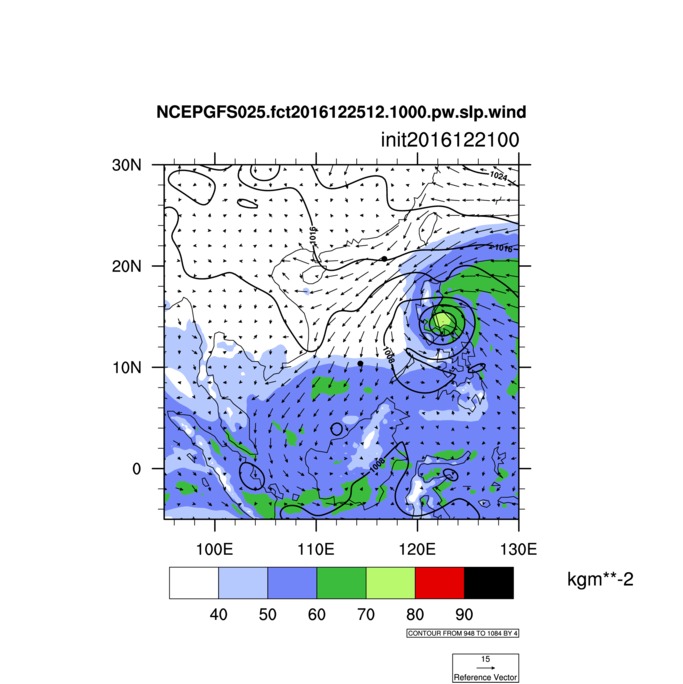 NCEPGFS025.fct2016122512.1000.pw.slp.wind
init2016122100
30N
1024
1016
1016
20N
1008
10N
1008
0
100E 110E 120E 130E
kgm**-2
40 50 60 70 80 90
CONTOUR FROM 948 TO 1084 BY 4
15
Reference Vector